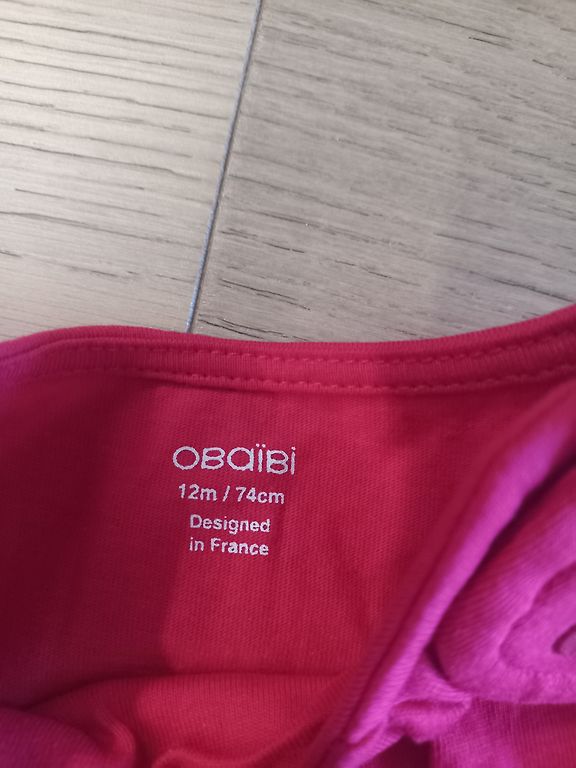 OBaïBi
12m / 74cm
Designed
in France